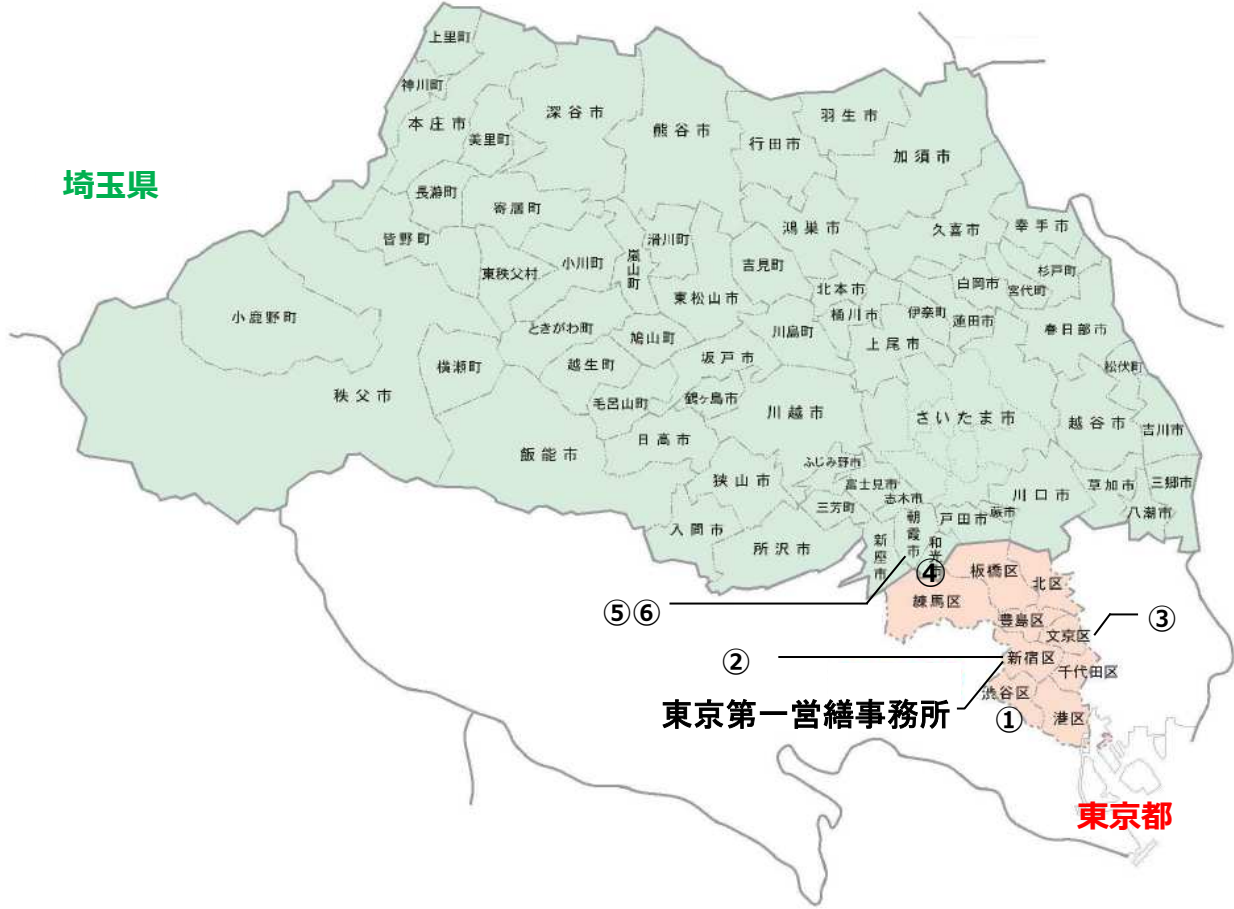 上里町
神川町
本庄市
美里町
深谷市
熊谷市
行田市
羽生市
加須市
埼玉県
長瀞町
寄居町
皆野町
東秩父村
小川町
嵐山町
滑川町
吉見町
鴻巣市
久喜市
幸手市
杉戸町
宮代町
白岡市
北本市
桶川市
伊奈町
蓮田市
東松山市
小鹿野町
ときがわ町
鳩山町
川島町
上尾市
春日部市
松伏町
横瀬町
越生町
坂戸市
秩父市
毛呂山町
鶴ヶ島市
川越市
さいたま市
越谷市
吉川市
飯能市
日高市
ふじみ野市
狭山市
富士見市
三芳町
志木市
川口市
草加市
三郷市
八潮市
入間市
所沢市
新座市
朝霞市
和光市
戸田市
蕨市
④
板橋区
北区
練馬区
⑤⑥
豊島区
文京区
③
②
新宿区
千代田区
渋谷区
東京第一営繕事務所
①
港区
東京都